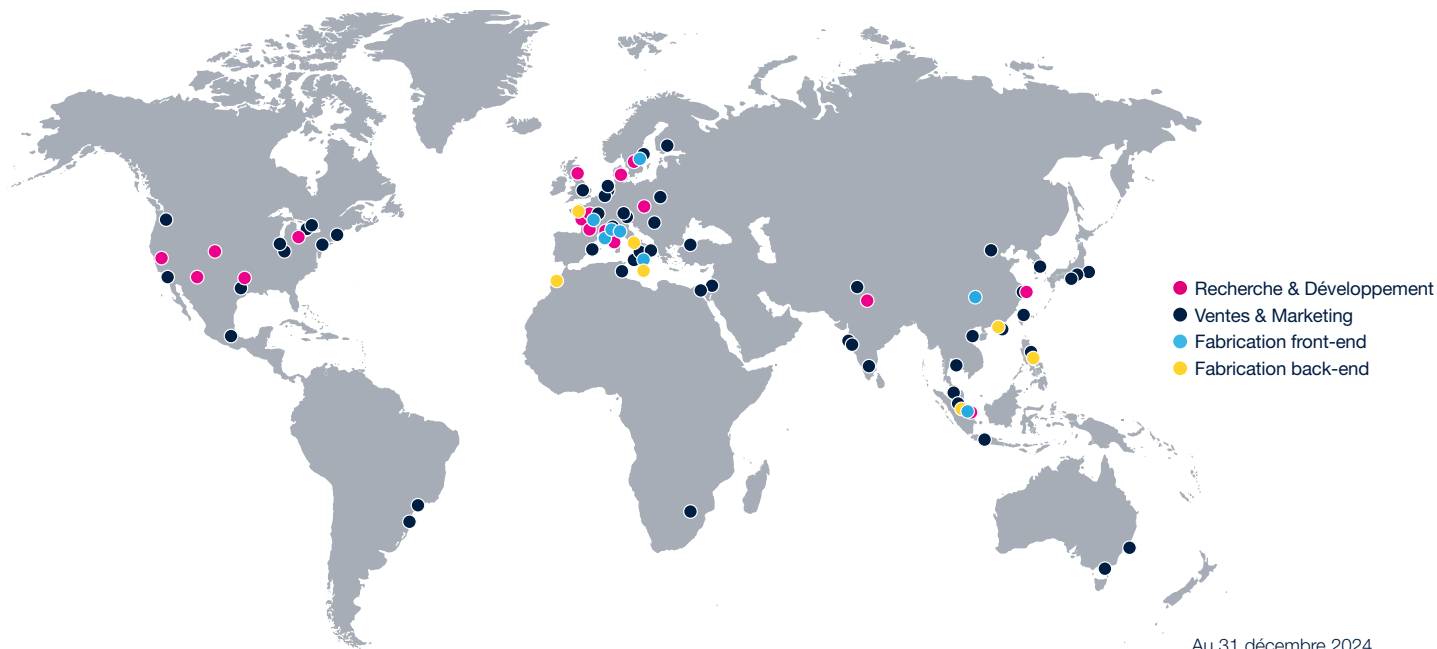 Recherche & Développement
Ventes & Marketing
Fabrication front-end
Fabrication back-end
Au 31 décembre 2024